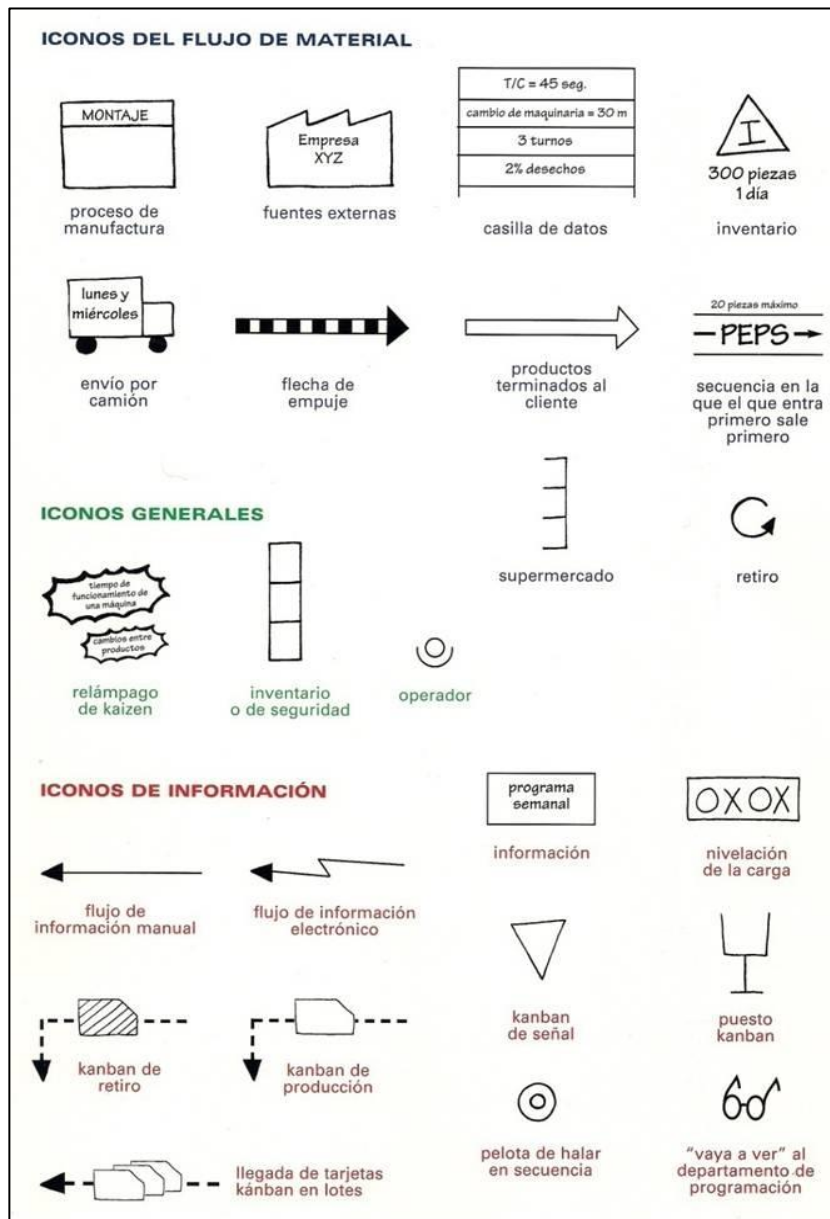 ICONOS DEL FLUJO DE MATERIAL
MONTAJE
proceso de
manufactura
Empresa
XYZ
fuentes externas
T/C = 45 seg.
cambio de maquinaria = 30 m
3 turnos
2% desechos
casilla de datos
I
300 piezas
1 día
inventario
lunes y
miércoles
envío por
camión
flecha de
empuje
productos
terminados al
cliente
20 piezas máximo
PEPS
secuencia en la
que el que entra
primero sale
primero
supermercado
retiro
ICONOS GENERALES
tiempo de
funcionamiento de
una máquina
cambios entre
productos
relámpago
de kaizen
inventario
o de seguridad
operador
ICONOS DE INFORMACIÓN
flujo de
información manual
flujo de información
electrónico
programa
semanal
información
OXOX
nivelación
de la carga
kanban de
retiro
kanban de
producción
kanban
de señal
puesto
kanban
llegada de tarjetas
kánban en lotes
pelota de halar
en secuencia
"vaya a ver" al
departamento de
programación